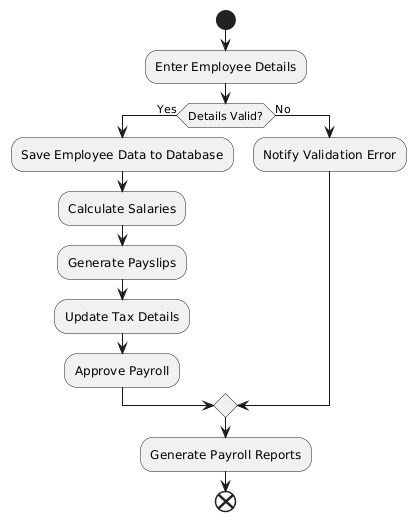 Enter Employee Details
Details Valid?
Yes
No
Save Employee Data to Database
Notify Validation Error
Calculate Salaries
Generate Payslips
Update Tax Details
Approve Payroll
Generate Payroll Reports